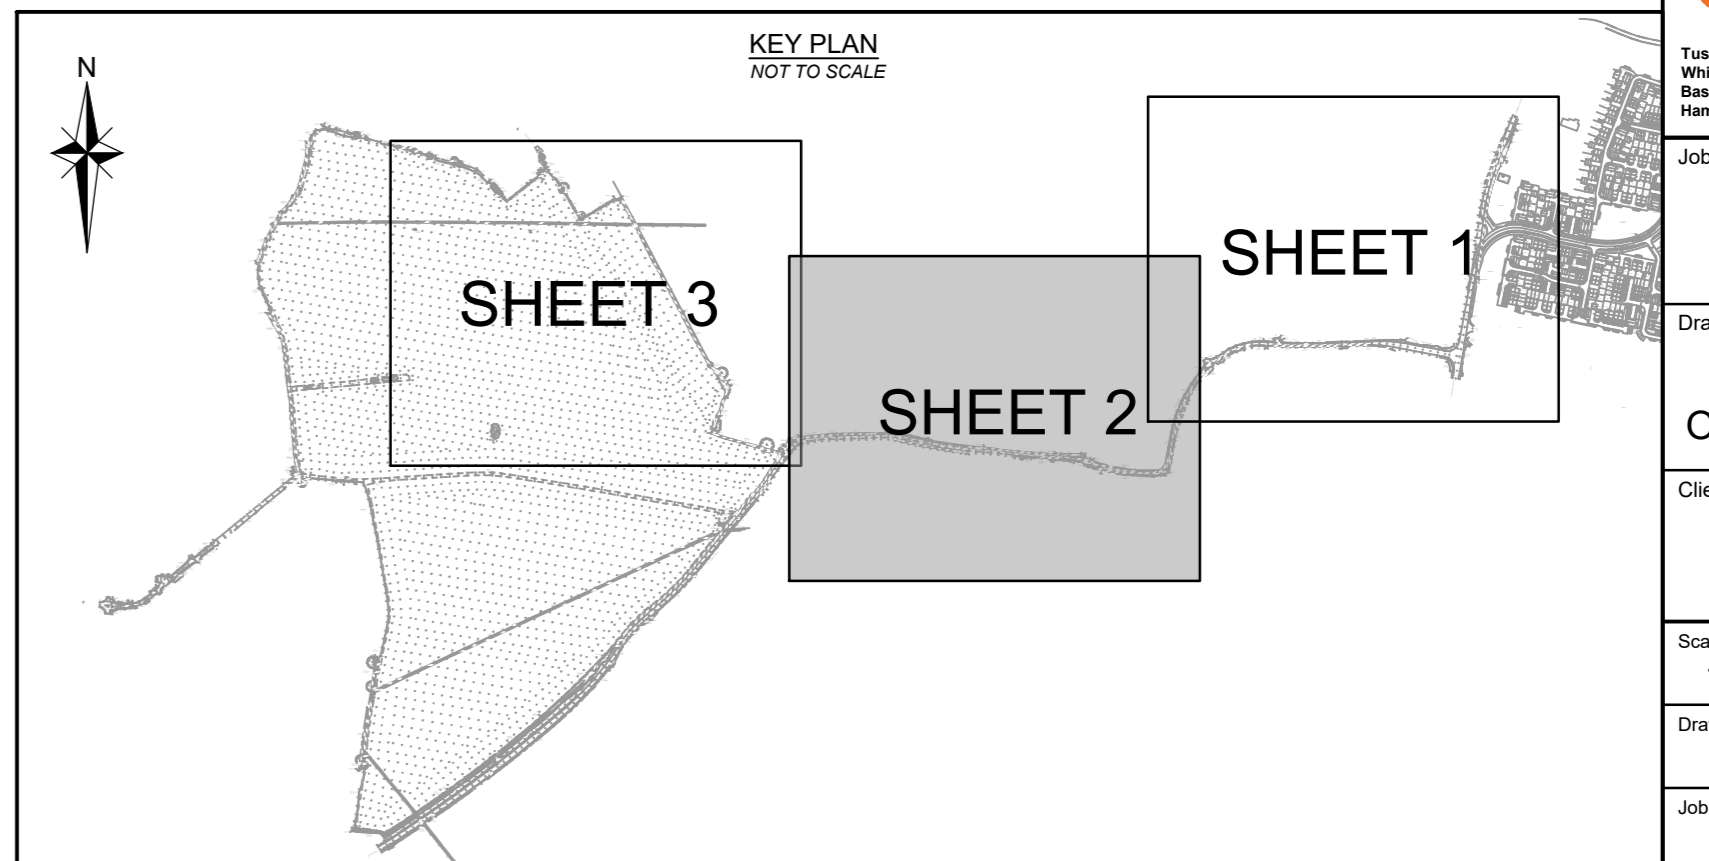 KEY PLAN
NOT TO SCALE
N
SHEET 3
SHEET 2
SHEET 1
Tus
Whi
Bas
Ham
Job
Dra
C
Clie
Sca
Dra
Job